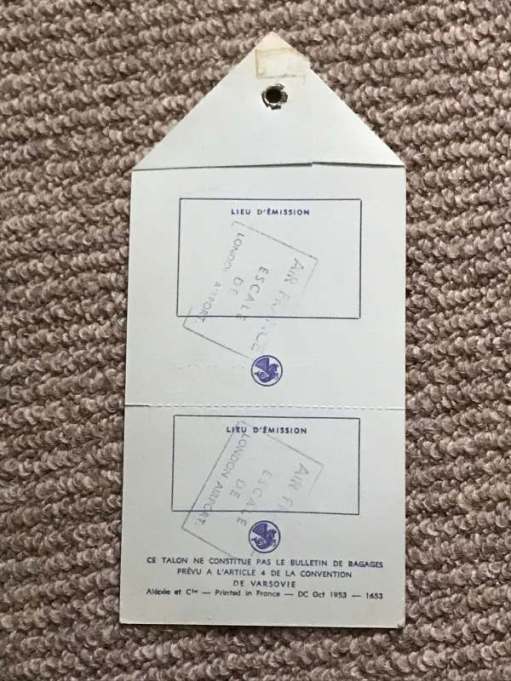 LIEU D'ÉMISSION
AIR FRANCE
ESCALE
DE
LONDON AIRPORT.
LIEU D'ÉMISSION
AIR
ESCALE
DE
LONDON AIRPORT.
CE TALON NE CONSTITUE PAS LE BULLETIN DE BAGAGES
PRÉVU A L'ARTICLE 4 DE LA CONVENTION
DE VARSOVIE
Alépée et Cie — Printed in France — DC Oct 1953 — 1653